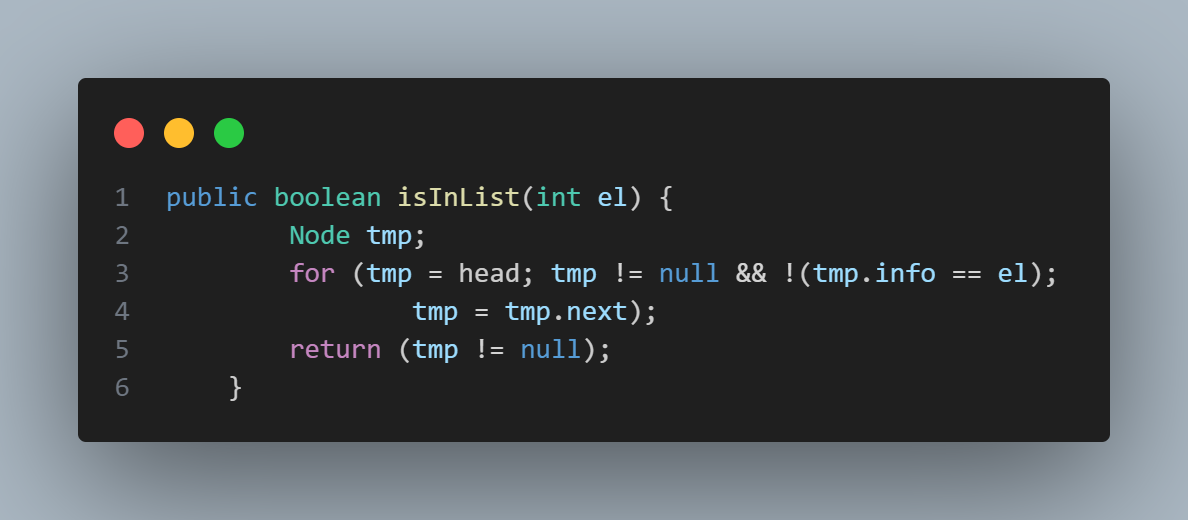 1 public boolean isInList(int el) {
2 Node tmp;
3 for (tmp = head; tmp != null && !(tmp.info == el);
4 tmp = tmp.next);
5 return (tmp != null);
6 }